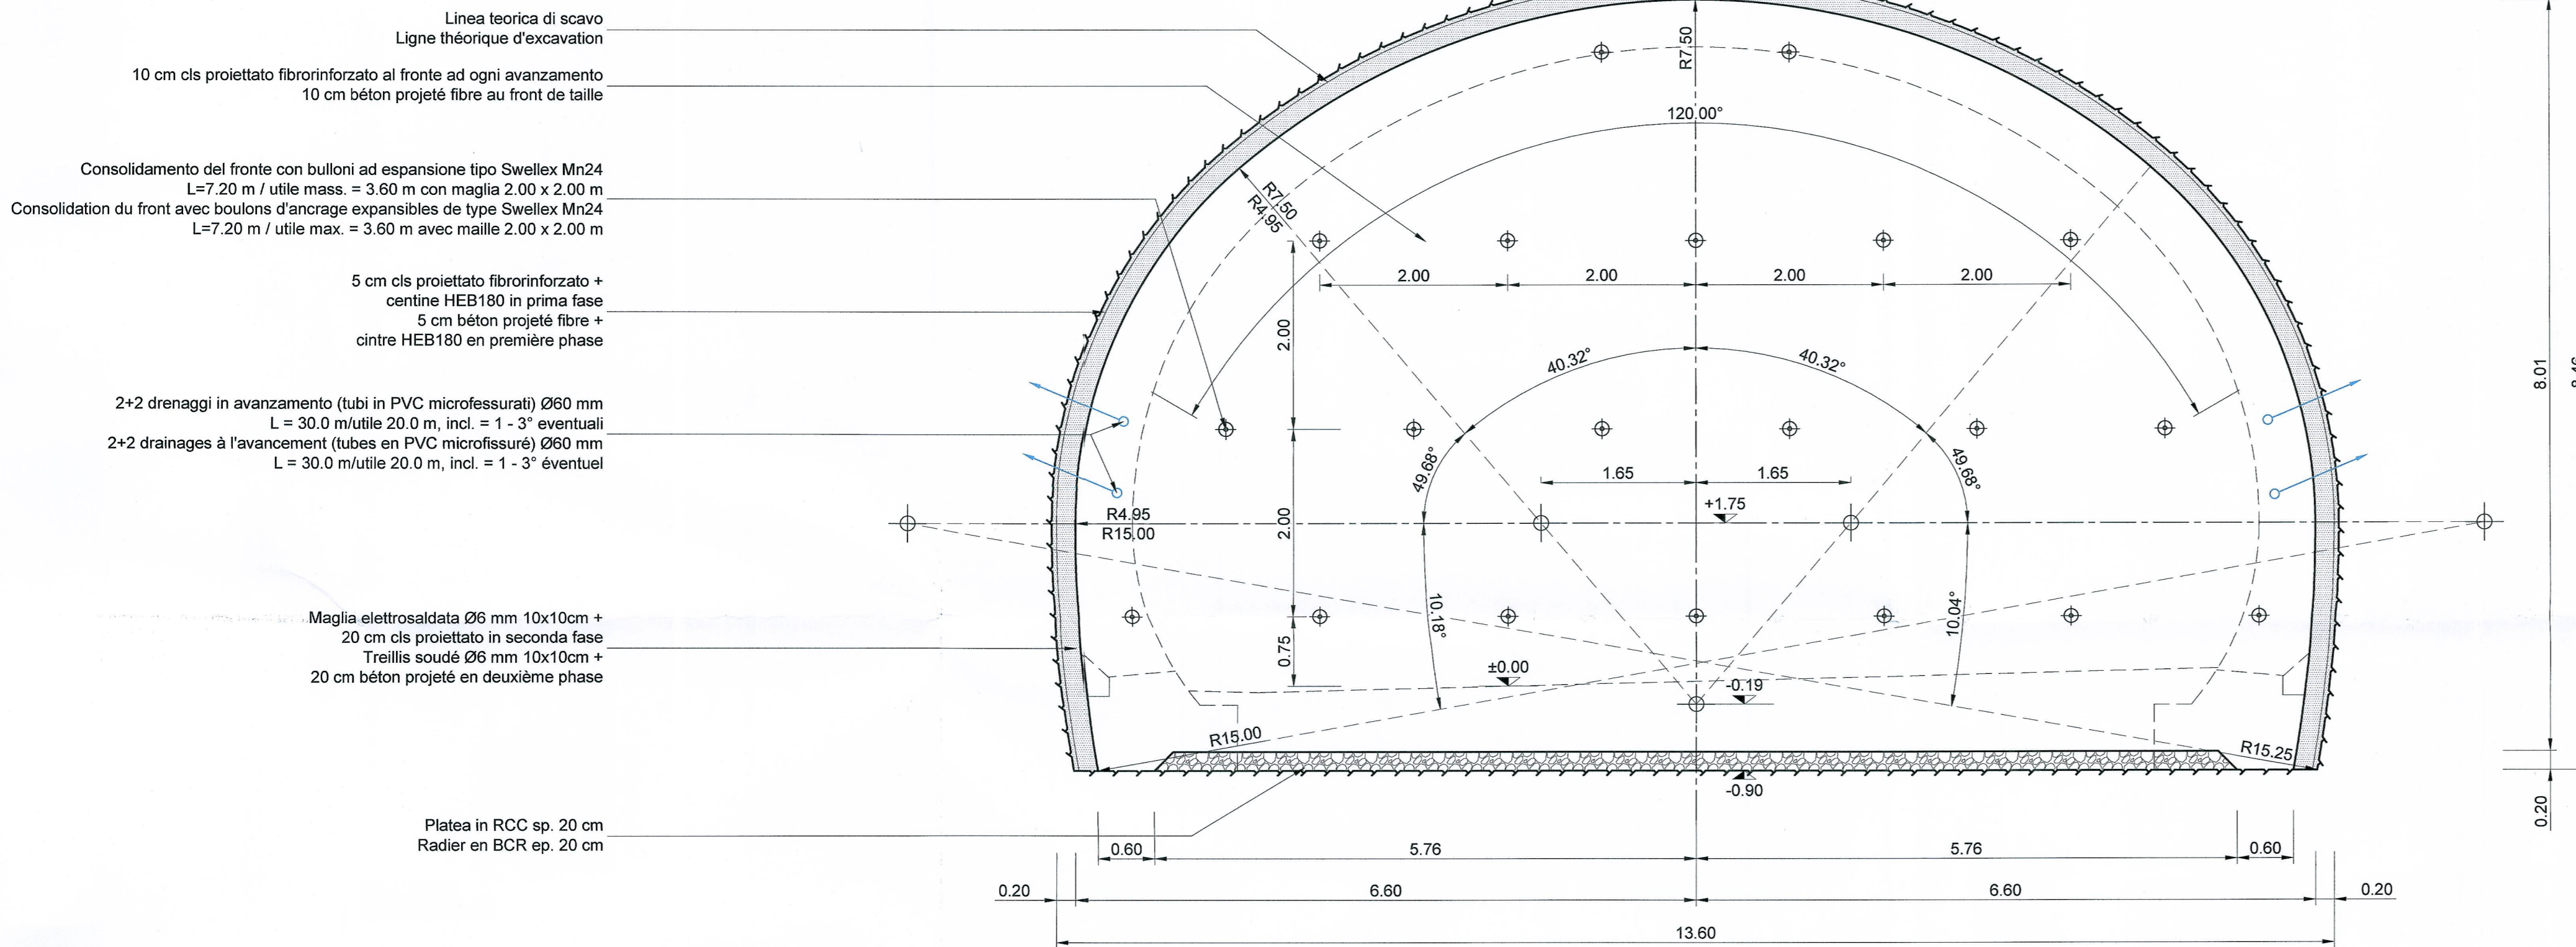 Linea teorica di scavo
Ligne théorique d'excavation
10 cm cls proiettato fibrorinforzato al fronte ad ogni avanzamento
10 cm béton projeté fibre au front de taille
Consolidamento del fronte con bulloni ad espansione tipo Swellex Mn24
L=7.20 m / utile mass. = 3.60 m con maglia 2.00 x 2.00 m
Consolidation du front avec boulons d'ancrage expansibles de type Swellex Mn24
L=7.20 m / utile max. = 3.60 m avec maille 2.00 x 2.00 m
5 cm cls proiettato fibrorinforzato +
centine HEB180 in prima fase
5 cm béton projeté fibre +
cintre HEB180 en première phase
2+2 drenaggi in avanzamento (tubi in PVC microfessurati) Ø60 mm
L = 30.0 m/utile 20.0 m, incl. = 1 - 3° eventuali
2+2 drainages à l'avancement (tubes en PVC microfissuré) Ø60 mm
L = 30.0 m/utile 20.0 m, incl. = 1 - 3° éventuel
Maglia elettrosaldata Ø6 mm 10x10cm +
20 cm cls proiettato in seconda fase
Treillis soudé Ø6 mm 10x10cm +
20 cm béton projeté en deuxième phase
Platea in RCC sp. 20 cm
Radier en BCR ep. 20 cm
R7.50
120.00°
R7.50
R4.95
2.00
2.00
2.00
2.00
2.00
40.32°
40.32°
49.68°
49.68°
1.65
1.65
+1.75
R4.95
R15.00
2.00
10.18°
10.04°
0.75
±0.00
-0.19
R15.00
R15.25
-0.90
8.01
0.20
0.60
5.76
5.76
0.60
0.20
6.60
6.60
0.20
13.60